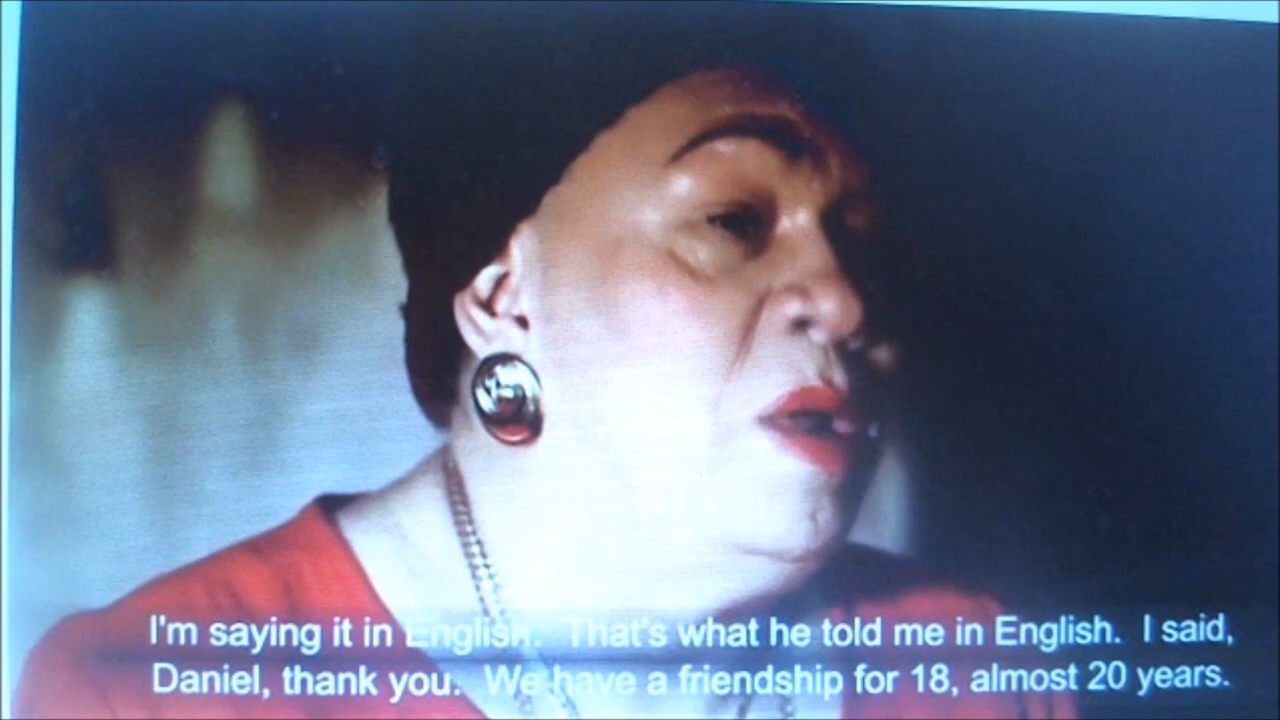 I'm saying it in English. That's what he told me in English. I said,
Daniel, thank you. We have a friendship for 18, almost 20 years.